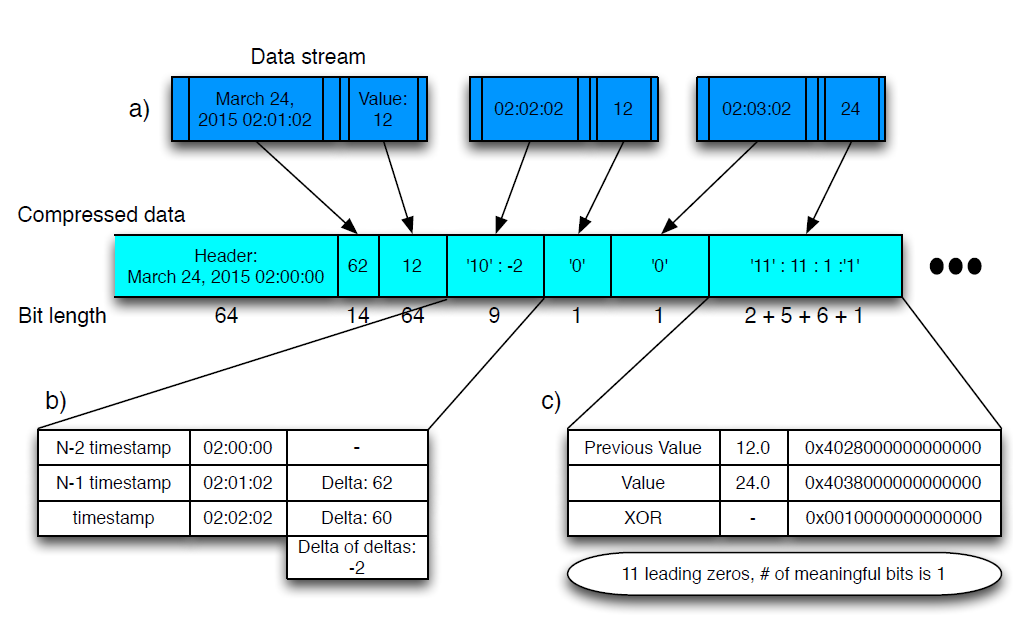 Data stream
a)
March 24,
2015 02:01:02
Value:
12
02:02:02
12
02:03:02
24
Compressed data
Header:
March 24, 2015 02:00:00
62
12
'10' : -2
'0'
'0'
'11' : 11 : 1 :'1'
Bit length
64
14
64
9
1
1
2 + 5 + 6 + 1
b)
N-2 timestamp
02:00:00
-
N-1 timestamp
02:01:02
Delta: 62
timestamp
02:02:02
Delta: 60
Delta of deltas:
-2
c)
Previous Value
12.0
0x4028000000000000
Value
24.0
0x4038000000000000
XOR
-
0x0010000000000000
11 leading zeros, # of meaningful bits is 1